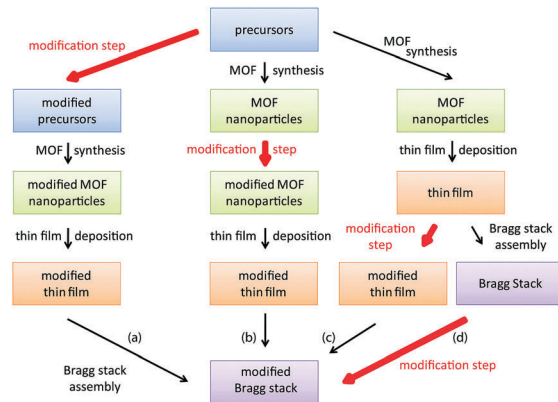 precursors
modification step
MOF
synthesis
MOF synthesis
modified
precursors
MOF
nanoparticles
MOF
nanoparticles
MOF synthesis
modification step
thin film deposition
modified MOF
nanoparticles
modified MOF
nanoparticles
thin film
thin film deposition
thin film deposition
modification
step
Bragg stack
assembly
modified
thin film
modified
thin film
modified
thin film
Bragg Stack
(a)
(b)
(c)
(d)
Bragg stack
assembly
modified
Bragg stack
modification step